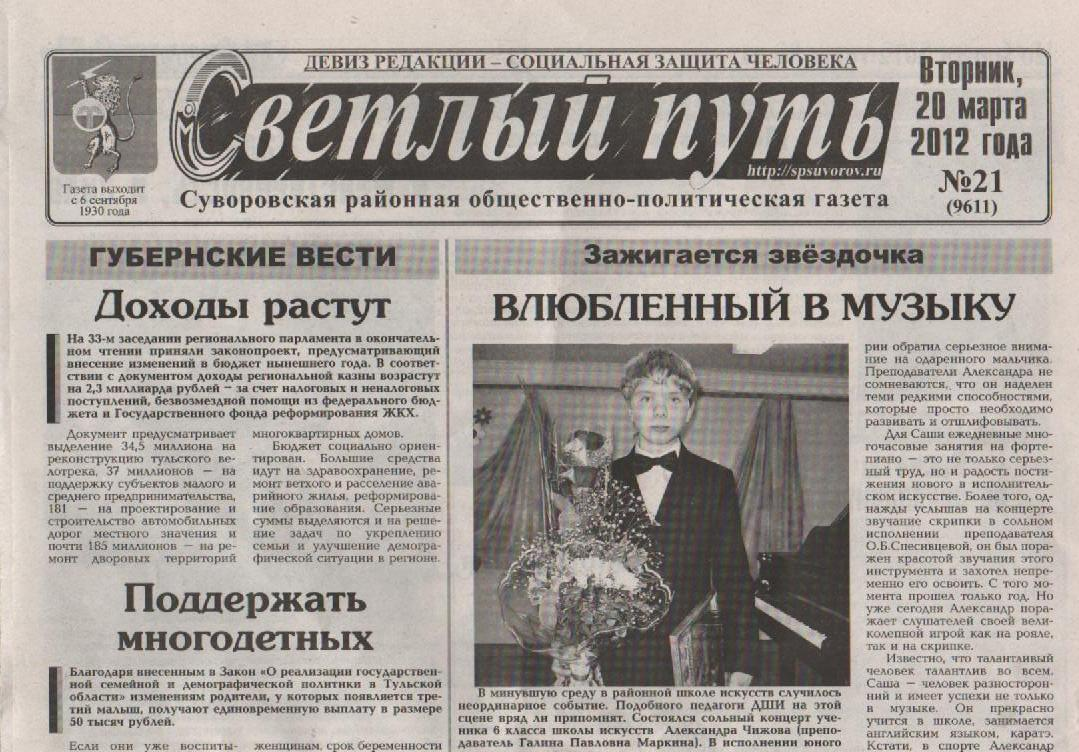 ДЕВИЗ РЕДАКЦИИ – СОЦИАЛЬНАЯ ЗАЩИТА ЧЕЛОВЕКА
Светлый путь
http://spsuvorov.ru
Суворовская районная общественно-политическая газета
Газета выходит
с 6 сентября
1930 года
Вторник,
20 марта
2012 года
№21
(9611)
ГУБЕРНСКИЕ ВЕСТИ
Доходы растут
На 33-м заседании регионального парламента в окончатель-
ном чтении приняли законопроект, предусматривающий
внесение изменений в бюджет нынешнего года. В соответ-
ствии с документом доходы региональной казны возрастут
на 2,3 миллиарда рублей – за счет налоговых и неналоговых
поступлений, безвозмездной помощи из федерального бюд-
жета и Государственного фонда реформирования ЖКХ.
Документ предусматривает
выделение 34,5 миллиона на
реконструкцию тульского ве-
лотрека, 37 миллионов — на
поддержку субъектов малого и
среднего предпринимательства,
181 — на проектирование и
строительство автомобильных
дорог местного значения и
почти 185 миллионов — на ре-
монт дворовых территорий
многоквартирных домов.
Бюджет социально ориен-
тирован. Большие средства
идут на здравоохранение, ре-
монт ветхого и расселение ава-
рийного жилья, реформирова-
ние образования. Серьезные
суммы выделяются и на реше-
ние задач по укреплению
семьи и улучшение демогра-
фической ситуации в регионе.
Поддержать
многодетных
Благодаря внесенным в Закон «О реализации государствен-
ной семейной и демографической политики в Тульской
области» изменениям родители, у которых появляется тре-
тий малыш, получают единовременную выплату в размере
50 тысяч рублей.
Если они уже воспиты-
женщинам, срок беременности
Зажигается звёздочка
ВЛЮБЛЕННЫЙ В МУЗЫКУ
В минувшую среду в районной школе искусств случилось
неординарное событие. Подобного педагоги ДШИ на этой
сцене вряд ли припомнят. Состоялся сольный концерт уче-
ника 6 класса школы искусств Александра Чижова (препо-
даватель Галина Павловна Маркина). В исполнении юного
рии обратил серьезное внима-
ние на одаренного мальчика.
Преподаватели Александра не
сомневаются, что он наделен
теми редкими способностями,
которые просто необходимо
развивать и отшлифовывать.
Для Саши ежедневные мно-
гочасовые занятия на форте-
пиано – это не только серьез-
ный труд, но и радость пости-
жения нового в исполнитель-
ском искусстве. Более того, од-
нажды услышав на концерте
звучание скрипки в сольном
исполнении преподавателя
О.Б.Спесивцевой, он был пора-
жен красотой звучания этого
инструмента и захотел непре-
менно его освоить. С того мо-
мента прошел только год. Но
уже сегодня Александр пора-
жает слушателей своей вели-
колепной игрой как на рояле,
так и на скрипке.
Известно, что талантливый
человек талантлив во всем.
Саша – человек разносторон-
ний и имеет успехи не только
в музыке. Он прекрасно
учится в школе, занимается
английским языком, каратэ.
Кстати, в спорте Александр